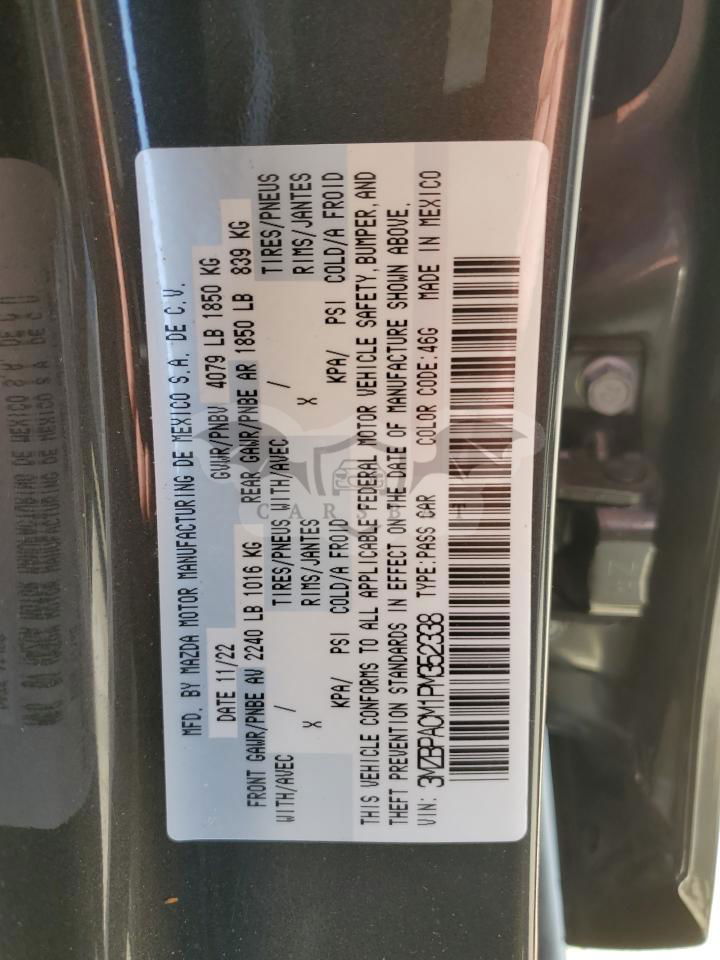 MFD. BY MAZDA MOTOR MANUFACTURING DE MEXICO S.A. DE C.V.
DATE 11/22 GVWR/PNBV 4079 LB 1850 KG
FRONT GAWR/PNBE AV 2240 LB 1016 KG REAR GAWR/PNBE AR 1850 LB 839 KG
WITH/AVEC / TIRES/PNEUS WITH/AVEC / TIRES/PNEUS
X RIMS/JANTES X RIMS/JANTES
KPA/ PSI COLD/A FROID KPA/ PSI COLD/A FROID
THIS VEHICLE CONFORMS TO ALL APPLICABLE FEDERAL MOTOR VEHICLE SAFETY, BUMPER, AND
THEFT PREVENTION STANDARDS IN EFFECT ON THE DATE OF MANUFACTURE SHOWN ABOVE.
VIN: 3MZBPACM1PM352338 TYPE:PASS CAR COLOR CODE:46G MADE IN MEXICO